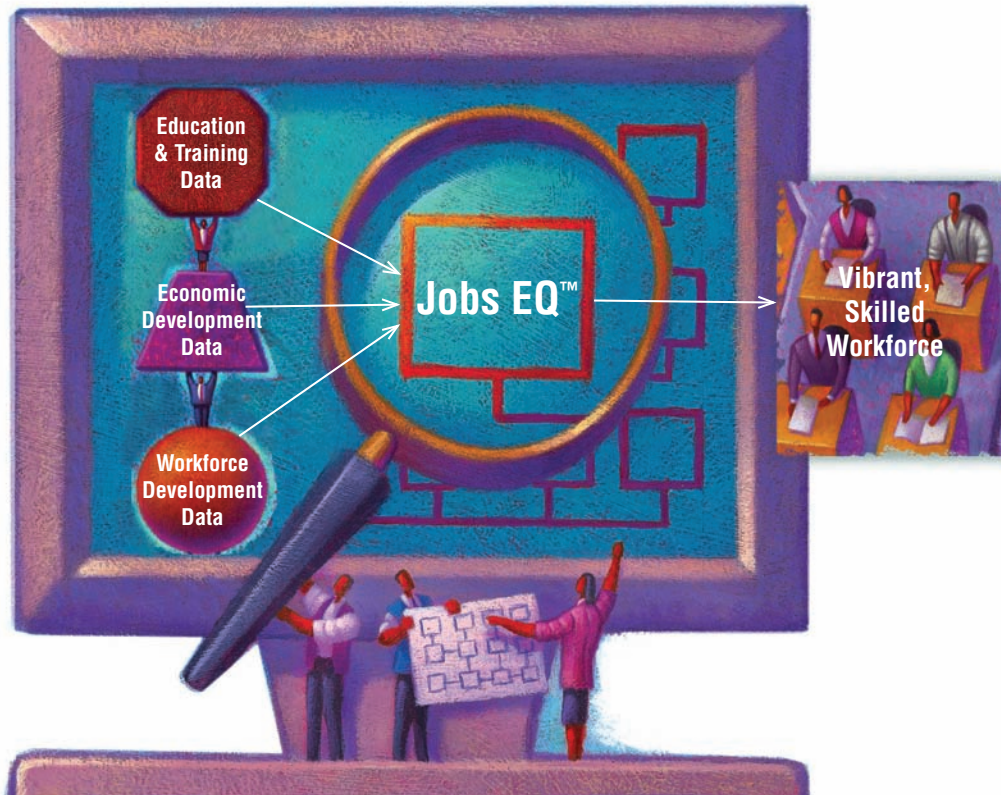 Education
& Training
Data
Economic
Development
Data
Workforce
Development
Data
Jobs EQ™
Vibrant,
Skilled
Workforce